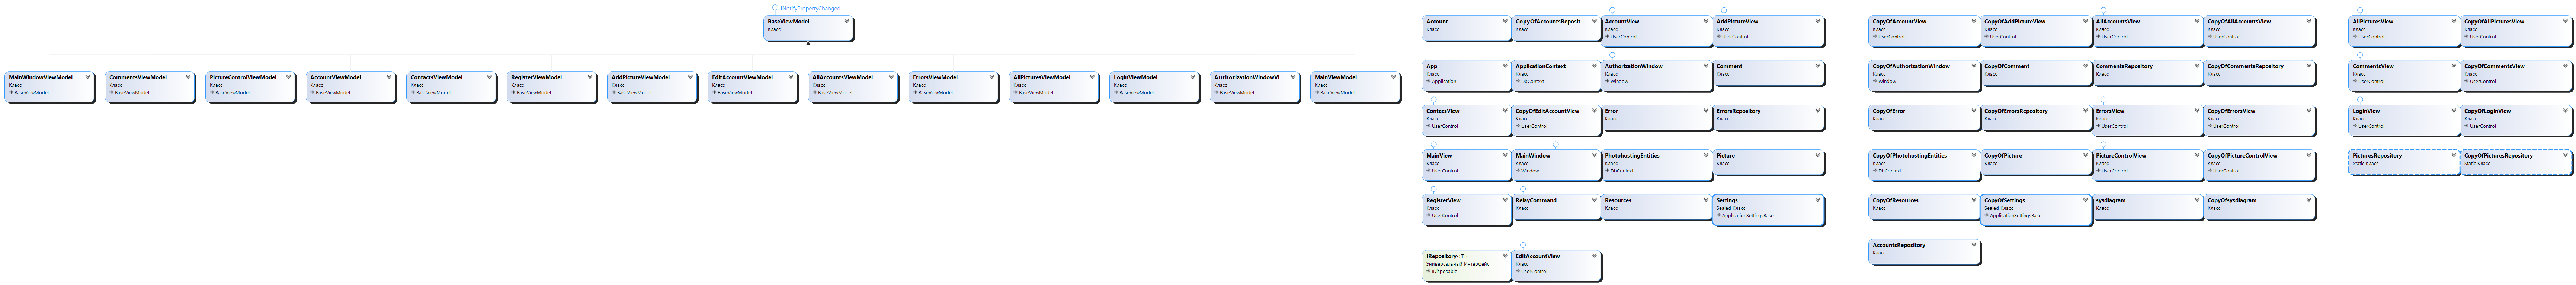 INotifyPropertyChanged
BaseViewModel
Класс
MainWindowViewModel
Класс
BaseViewModel
CommentsViewModel
Класс
BaseViewModel
PictureControlViewModel
Класс
BaseViewModel
AccountViewModel
Класс
BaseViewModel
ContactsViewModel
Класс
BaseViewModel
RegisterViewModel
Класс
BaseViewModel
AddPictureViewModel
Класс
BaseViewModel
EditAccountViewModel
Класс
BaseViewModel
AllAccountsViewModel
Класс
BaseViewModel
ErrorsViewModel
Класс
BaseViewModel
AllPicturesViewModel
Класс
BaseViewModel
LoginViewModel
Класс
BaseViewModel
AuthorizationWindowVi...
Класс
BaseViewModel
MainViewModel
Класс
BaseViewModel
Account
Класс
CopyOfAccountsReposit...
Класс
AccountView
Класс
UserControl
AddPictureView
Класс
UserControl
App
Класс
Application
ApplicationContext
Класс
DbContext
AuthorizationWindow
Класс
Window
Comment
Класс
ContacsView
Класс
UserControl
CopyOfEditAccountView
Класс
UserControl
Error
Класс
ErrorsRepository
Класс
MainView
Класс
UserControl
MainWindow
Класс
Window
PhotohostingEntities
Класс
DbContext
Picture
Класс
RegisterView
Класс
UserControl
RelayCommand
Класс
Resources
Класс
Settings
Sealed Класс
ApplicationSettingsBase
IRepository<T>
Универсальный Интерфейс
IDisposable
EditAccountView
Класс
UserControl
CopyOfAccountView
Класс
UserControl
CopyOfAddPictureView
Класс
UserControl
AllAccountsView
Класс
UserControl
CopyOfAllAccountsView
Класс
UserControl
CopyOfAuthorizationWindow
Класс
Window
CopyOfComment
Класс
CommentsRepository
Класс
CopyOfCommentsRepository
Класс
CopyOfError
Класс
CopyOfErrorsRepository
Класс
ErrorsView
Класс
UserControl
CopyOfErrorsView
Класс
UserControl
CopyOfPhotohostingEntities
Класс
DbContext
CopyOfPicture
Класс
PictureControlView
Класс
UserControl
CopyOfPictureControlView
Класс
UserControl
CopyOfResources
Класс
CopyOfSettings
Sealed Класс
ApplicationSettingsBase
sysdiagram
Класс
CopyOfsysdiagram
Класс
AccountsRepository
Класс
AllPicturesView
Класс
UserControl
CopyOfAllPicturesView
Класс
UserControl
CommentsView
Класс
UserControl
CopyOfCommentsView
Класс
UserControl
LoginView
Класс
UserControl
CopyOfLoginView
Класс
UserControl
PicturesRepository
Static Класс
CopyOfPicturesRepository
Static Класс